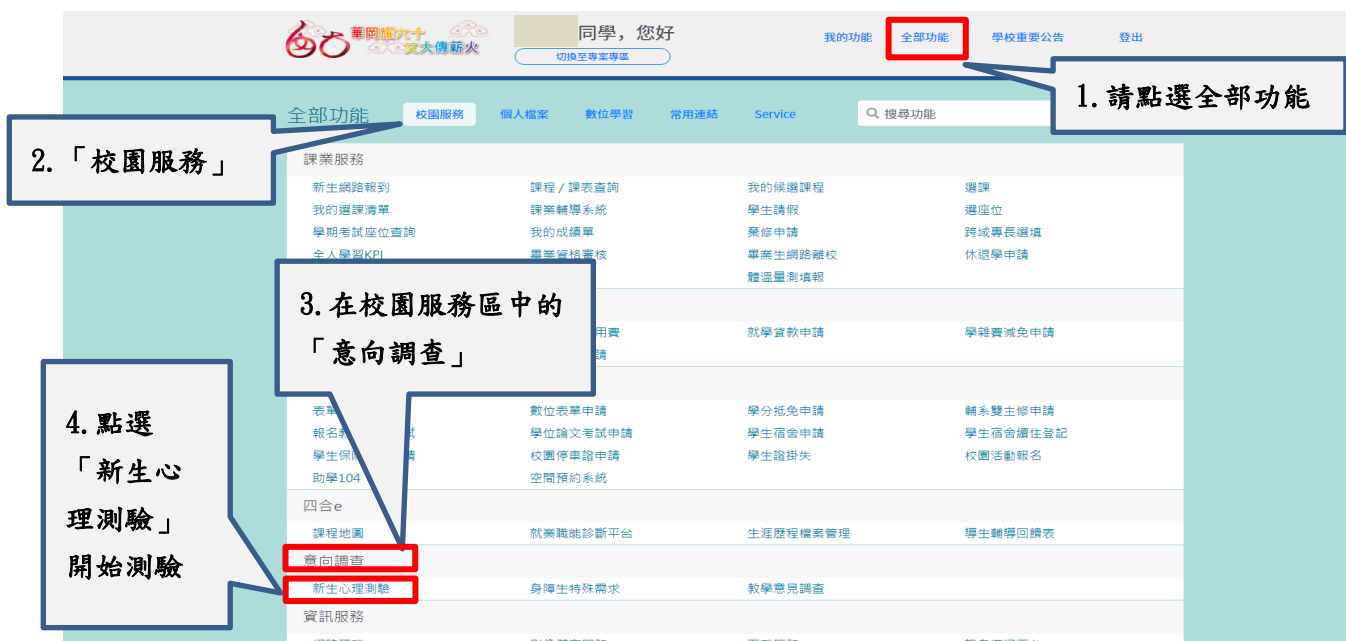 華岡耀六十
文大傳薪火
同學，您好
切換至專案專區
我的功能 全部功能 學校重要公告 登出
1.請點選全部功能
全部功能 校園服務 個人檔案 數位學習 常用連結 Service 搜尋功能
2.「校園服務」
課業服務
新生網路報到 課程 / 課表查詢 我的候選課程 選課
我的選課清單 課業輔導系統 學生請假 選座位
學期考試座位查詢 我的成績單 棄修申請 跨域專長選填
全人學習KPI 畢業資格審核 畢業生網路離校 休退學申請
體溫量測填報
3.在校園服務區中的
「意向調查」
用費 就學貸款申請 學雜費減免申請
請
4.點選
「新生心
理測驗」
開始測驗
表單 數位表單申請 學分抵免申請 輔系雙主修申請
報名 學位論文考試申請 學生宿舍申請 學生宿舍續住登記
學生保 校園停車證申請 學生證掛失 校園活動報名
助學104 空間預約系統
四合e
課程地圖 就業職能診斷平台 生涯歷程檔案管理 導生輔導回饋表
意向調查
新生心理測驗 身障生特殊需求 教學意見調查
資訊服務